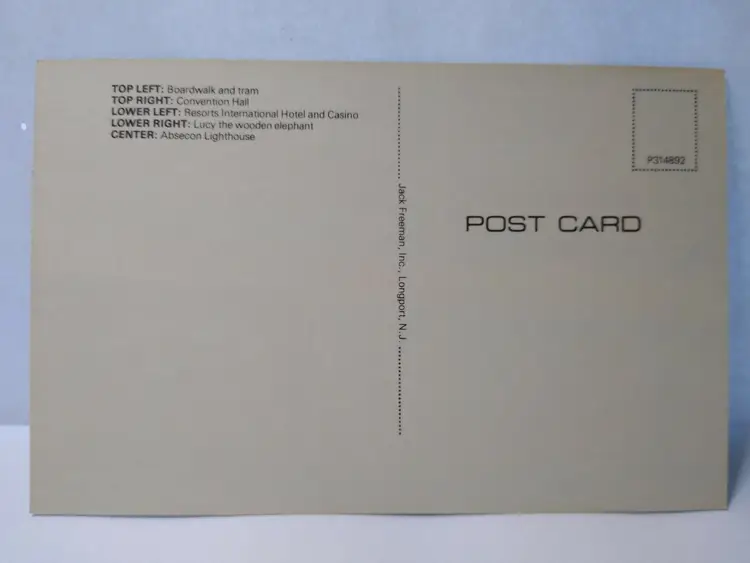 TOP LEFT: Boardwalk and tram
TOP RIGHT: Convention Hall
LOWER LEFT: Resorts International Hotel and Casino
LOWER RIGHT: Lucy the wooden elephant
CENTER: Absecon Lighthouse
Jack Freeman, Inc., Longport, N.J.
P314892
POST CARD